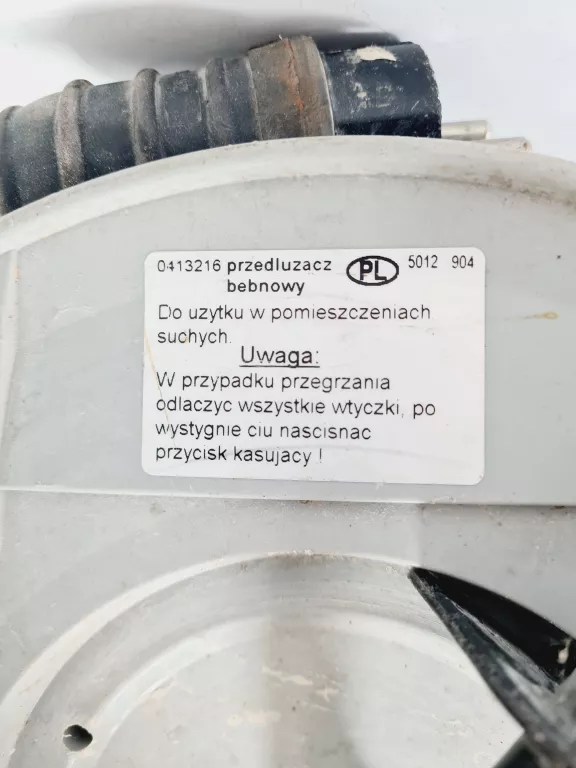 0413216 przedluzacz PL 5012 904
bebnowy
Do uzytku w pomieszczeniach
suchych.
Uwaga:
W przypadku przegrzania
odlaczyc wszystkie wtyczki, po
wystygnie ciu nascisnac
przycisk kasujacy !